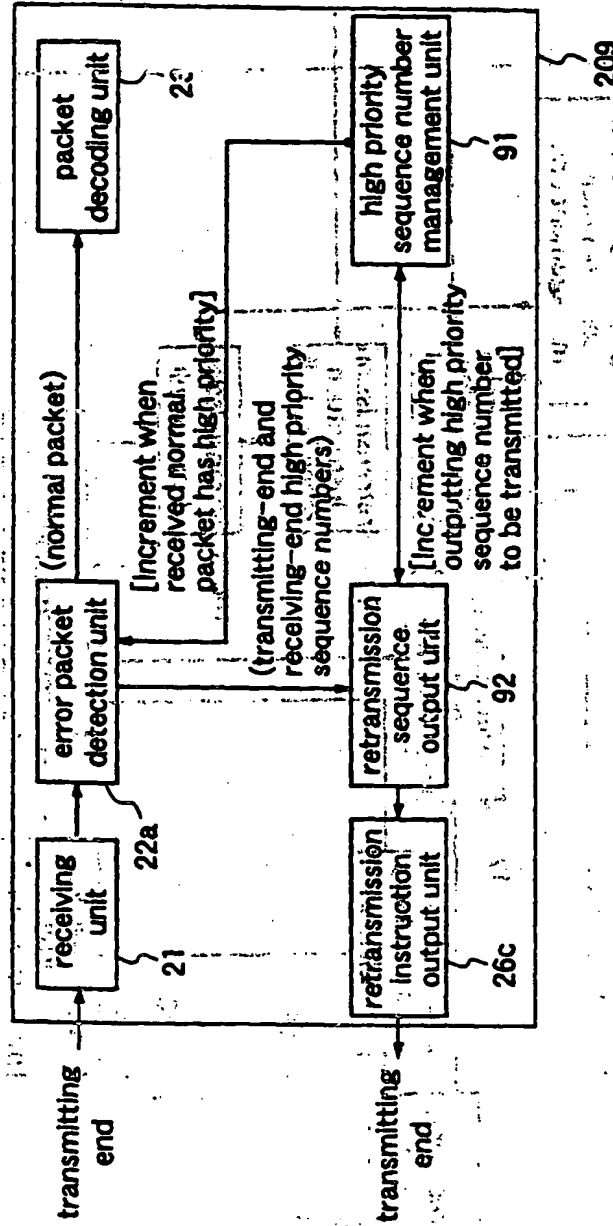 transmitting
end
receiving
unit
21
error packet
detection unit
22a
(normal packet)
packet
decoding unit
23
[Increment when
received normal
packet has high priority]
(transmitting-end and
receiving-end high priority
sequence numbers)
high priority
sequence number
management unit
91
[Increment when
outputting high priority
sequence number
to be transmitted]
retransmission
sequence
output unit
92
retransmission
instruction
output unit
26c
transmitting
end
209